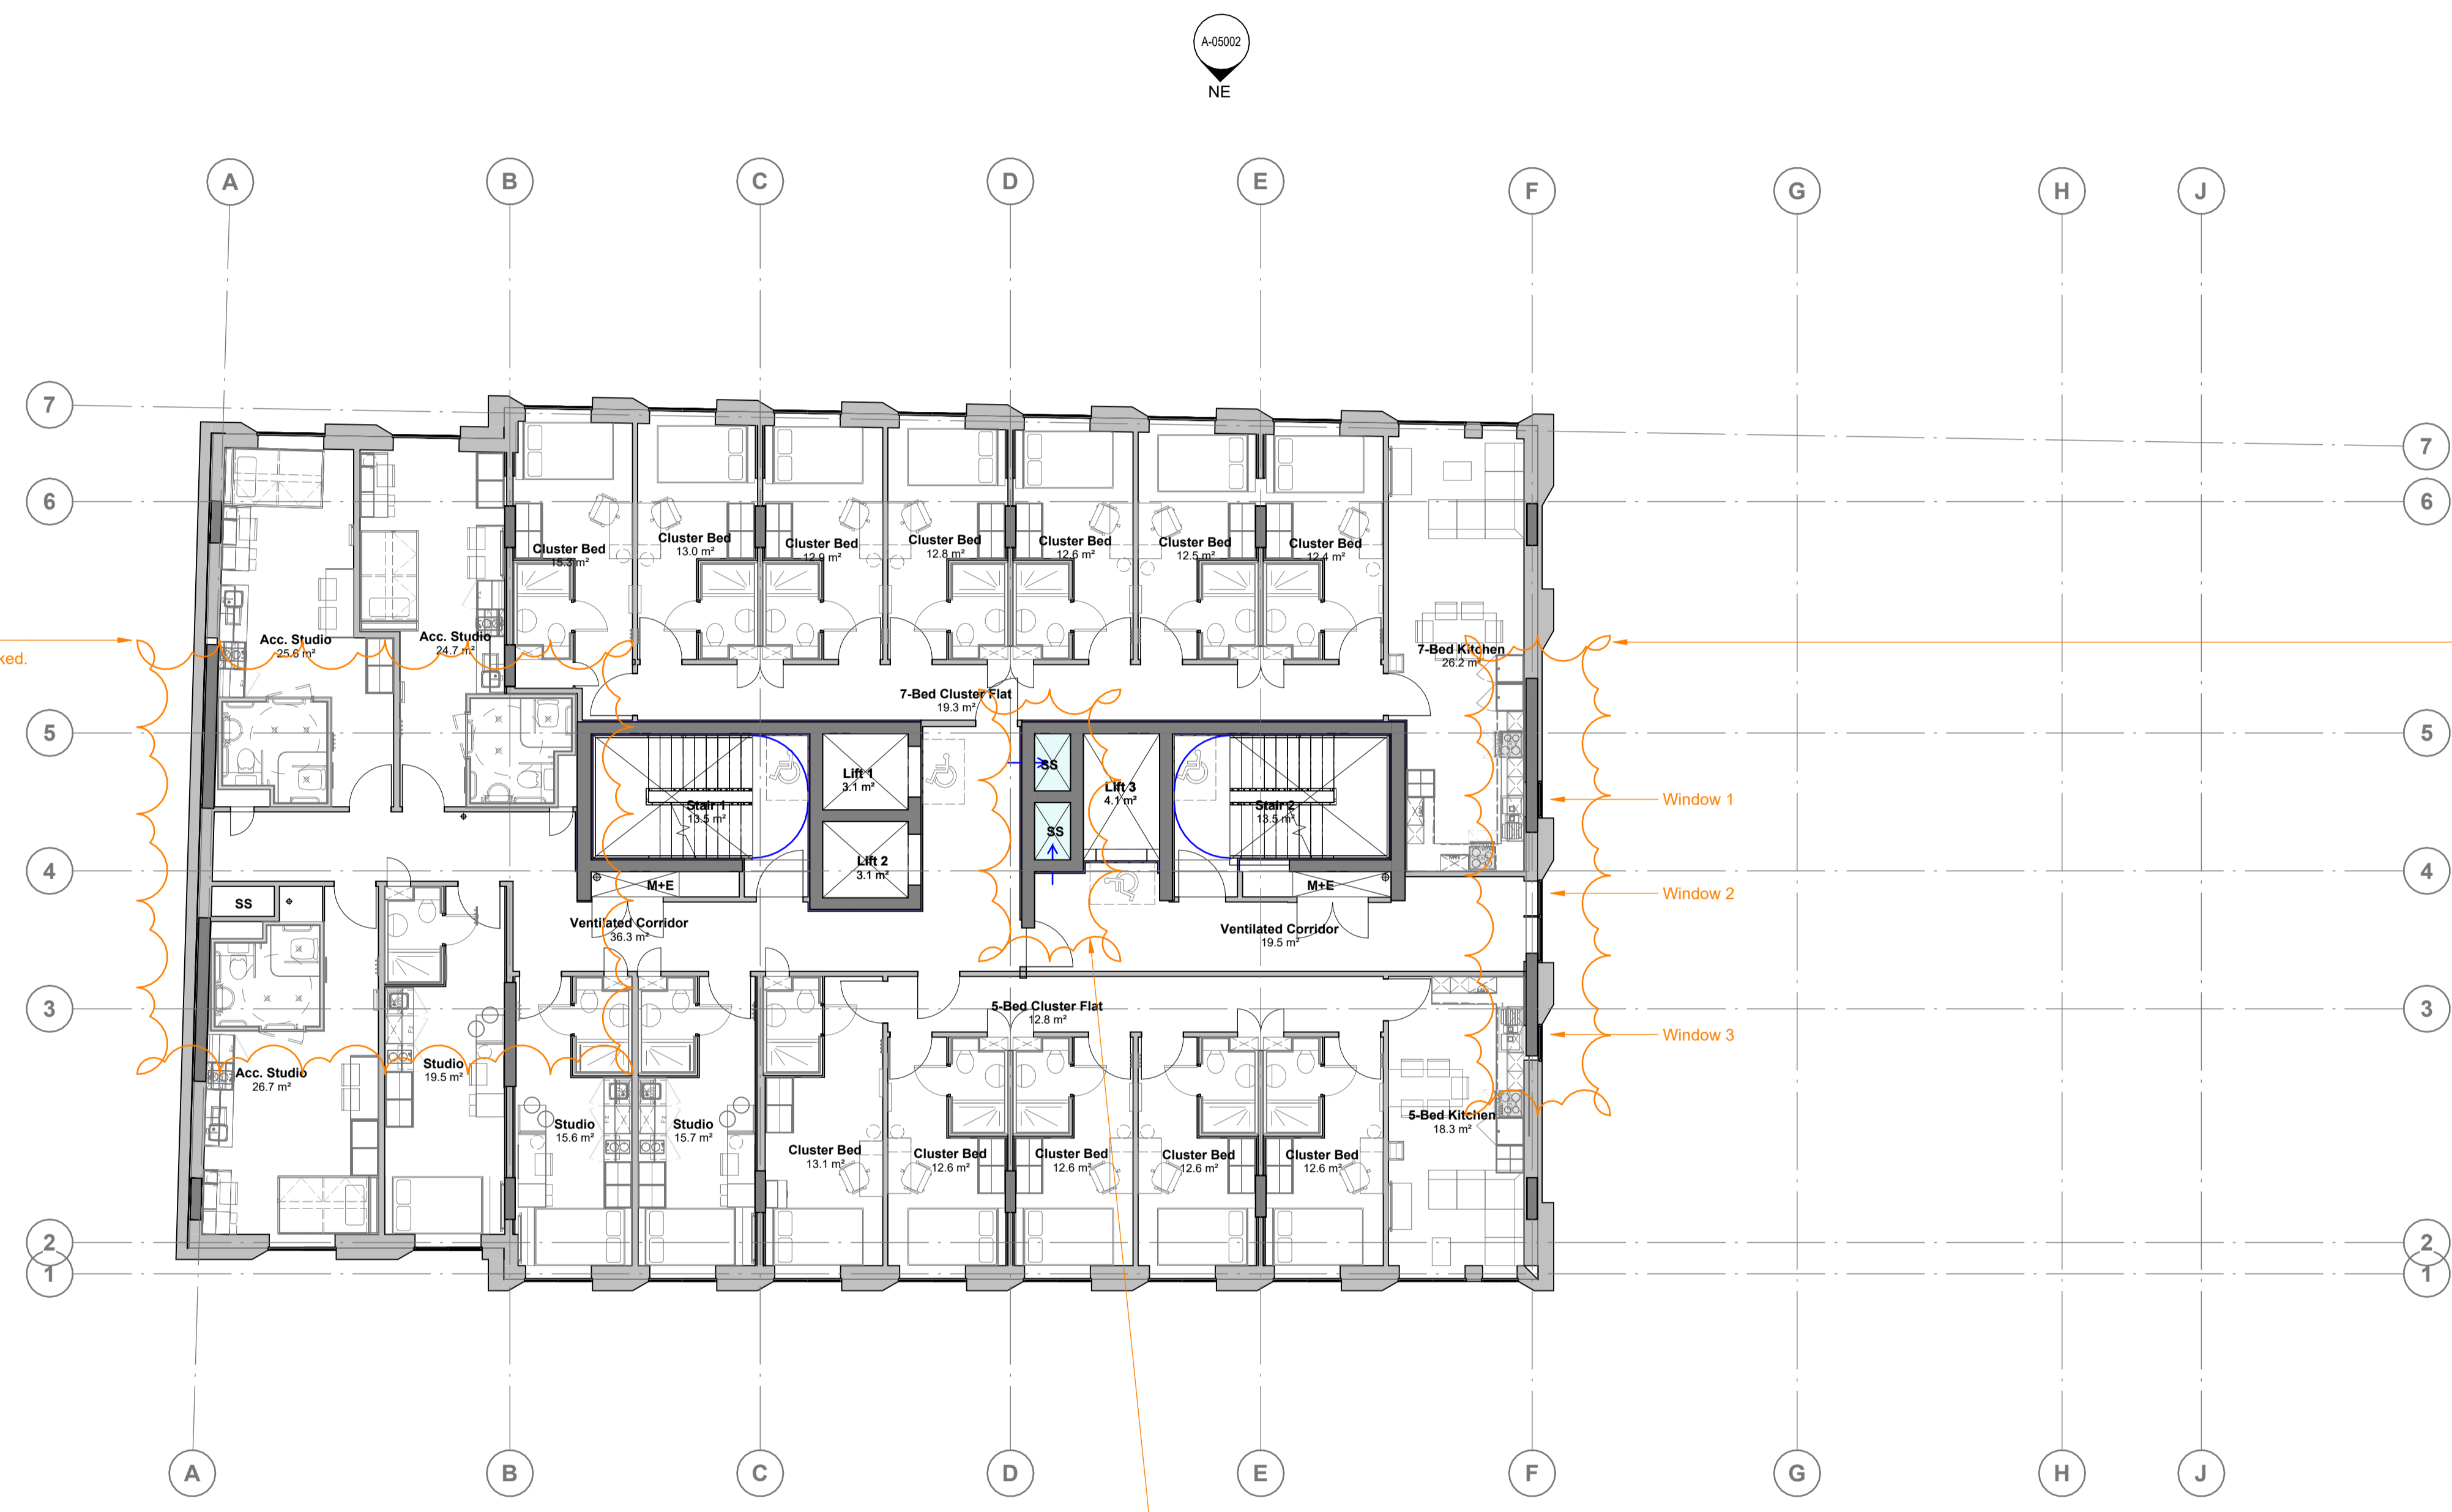 A-05002
NE
A
B
C
D
E
F
G
H
J
7
7
6
6
Cluster Bed
15.3 m²
Cluster Bed
13.0 m²
Cluster Bed
12.9 m²
Cluster Bed
12.8 m²
Cluster Bed
12.6 m²
Cluster Bed
12.5 m²
Cluster Bed
12.4 m²
Acc. Studio
25.6 m²
Acc. Studio
24.7 m²
7-Bed Kitchen
26.2 m²
ked.
7-Bed Cluster Flat
19.3 m²
5
5
SS
Lift 1
3.1 m²
Lift 3
4.1 m²
Stair 1
13.5 m²
Stair 2
13.5 m²
Window 1
SS
Lift 2
3.1 m²
4
4
M+E
M+E
Window 2
SS
Ventilated Corridor
36.3 m²
Ventilated Corridor
19.5 m²
3
3
5-Bed Cluster Flat
12.8 m²
Window 3
Acc. Studio
26.7 m²
Studio
19.5 m²
Studio
15.6 m²
Studio
15.7 m²
Cluster Bed
13.1 m²
Cluster Bed
12.6 m²
Cluster Bed
12.6 m²
Cluster Bed
12.6 m²
Cluster Bed
12.6 m²
5-Bed Kitchen
18.3 m²
2
2
1
1
A
B
C
D
E
F
G
H
J